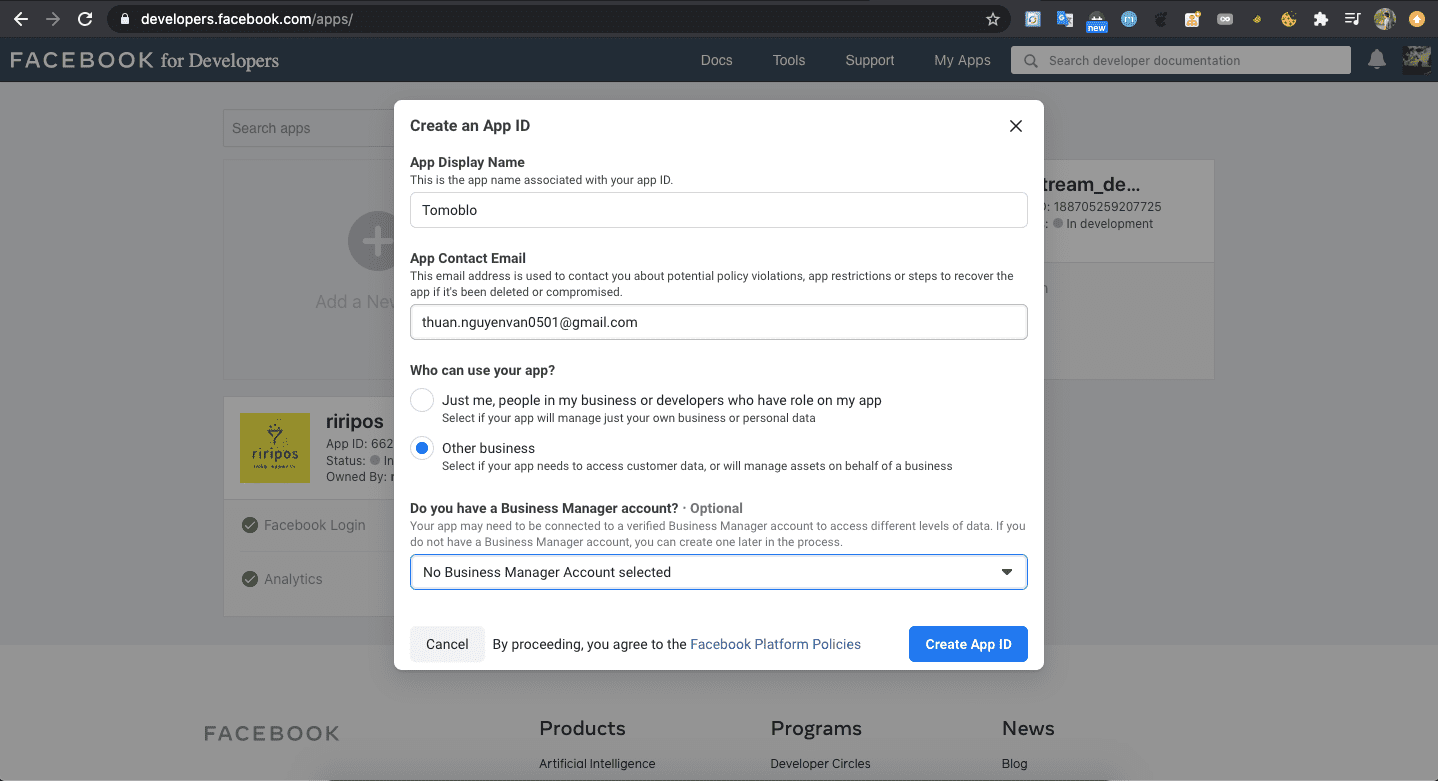 developers.facebook.com/apps/
new
FACEBOOK for Developers
Docs
Tools
Support
My Apps
Search developer documentation
Search apps
Create an App ID
App Display Name
This is the app name associated with your app ID.
Tomoblo
App Contact Email
This email address is used to contact you about potential policy violations, app restrictions or steps to recover the
app if it's been deleted or compromised.
thuan.nguyenvan0501@gmail.com
Who can use your app?
Just me, people in my business or developers who have role on my app
Select if your app will manage just your own business or personal data
Other business
Select if your app needs to access customer data, or will manage assets on behalf of a business
Do you have a Business Manager account? · Optional
Your app may need to be connected to a verified Business Manager account to access different levels of data. If you
do not have a Business Manager account, you can create one later in the process.
No Business Manager Account selected
Cancel
By proceeding, you agree to the Facebook Platform Policies
Create App ID
Add a New
tream_de...
: 188705259207725
: In development
riripos
riripos
App ID: 662
Status: In
Owned By:
Facebook Login
Analytics
FACEBOOK
Products
Artificial Intelligence
Programs
Developer Circles
News
Blog